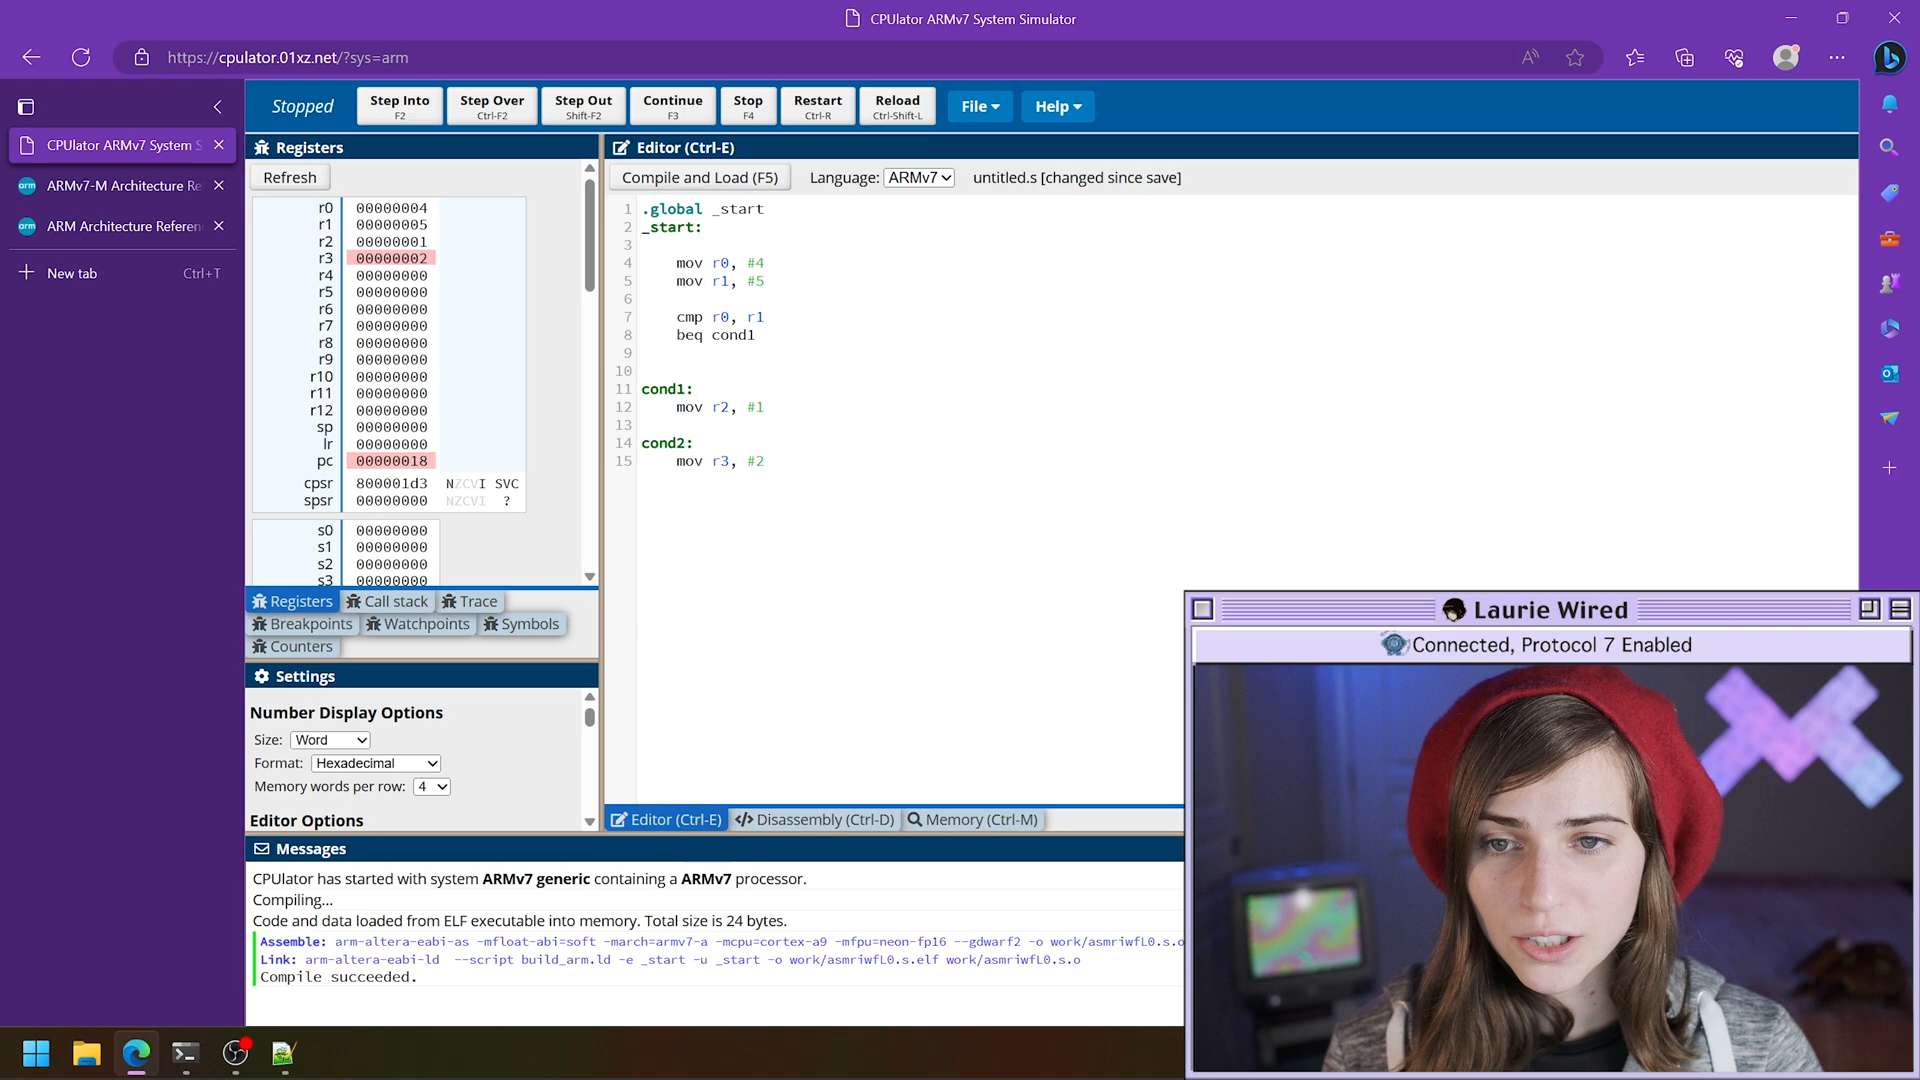 CPUlator ARMv7 System Simulator
https://cpulator.01xz.net/?sys=arm
CPUlator ARMv7 System S
ARMv7-M Architecture Re
ARM Architecture Referen
New tab Ctrl+T
Stopped
Step Into F2
Step Over Ctrl-F2
Step Out Shift-F2
Continue F3
Stop F4
Restart Ctrl-R
Reload Ctrl-Shift-L
File
Help
Registers
Refresh
r0 00000004
r1 00000005
r2 00000001
r3 00000002
r4 00000000
r5 00000000
r6 00000000
r7 00000000
r8 00000000
r9 00000000
r10 00000000
r11 00000000
r12 00000000
sp 00000000
lr 00000000
pc 00000018
cpsr 800001d3 NZCVI SVC
spsr 00000000 NZCVI ?
s0 00000000
s1 00000000
s2 00000000
s3 00000000
Registers Call stack Trace
Breakpoints Watchpoints Symbols
Counters
Settings
Number Display Options
Size: Word
Format: Hexadecimal
Memory words per row: 4
Editor Options
Editor (Ctrl-E)
Compile and Load (F5) Language: ARMv7 untitled.s [changed since save]
1 .global _start
2 _start:
3
4 mov r0, #4
5 mov r1, #5
6
7 cmp r0, r1
8 beq cond1
9
10
11 cond1:
12 mov r2, #1
13
14 cond2:
15 mov r3, #2
Editor (Ctrl-E) Disassembly (Ctrl-D) Memory (Ctrl-M)
Messages
CPUlator has started with system ARMv7 generic containing a ARMv7 processor.
Compiling...
Code and data loaded from ELF executable into memory. Total size is 24 bytes.
Assemble: arm-altera-eabi-as -mfloat-abi=soft -march=armv7-a -mcpu=cortex-a9 -mfpu=neon-fp16 --gdwarf2 -o work/asmriwfL0.s.o
Link: arm-altera-eabi-ld --script build_arm.ld -e _start -u _start -o work/asmriwfL0.s.elf work/asmriwfL0.s.o
Compile succeeded.
Laurie Wired
Connected, Protocol 7 Enabled